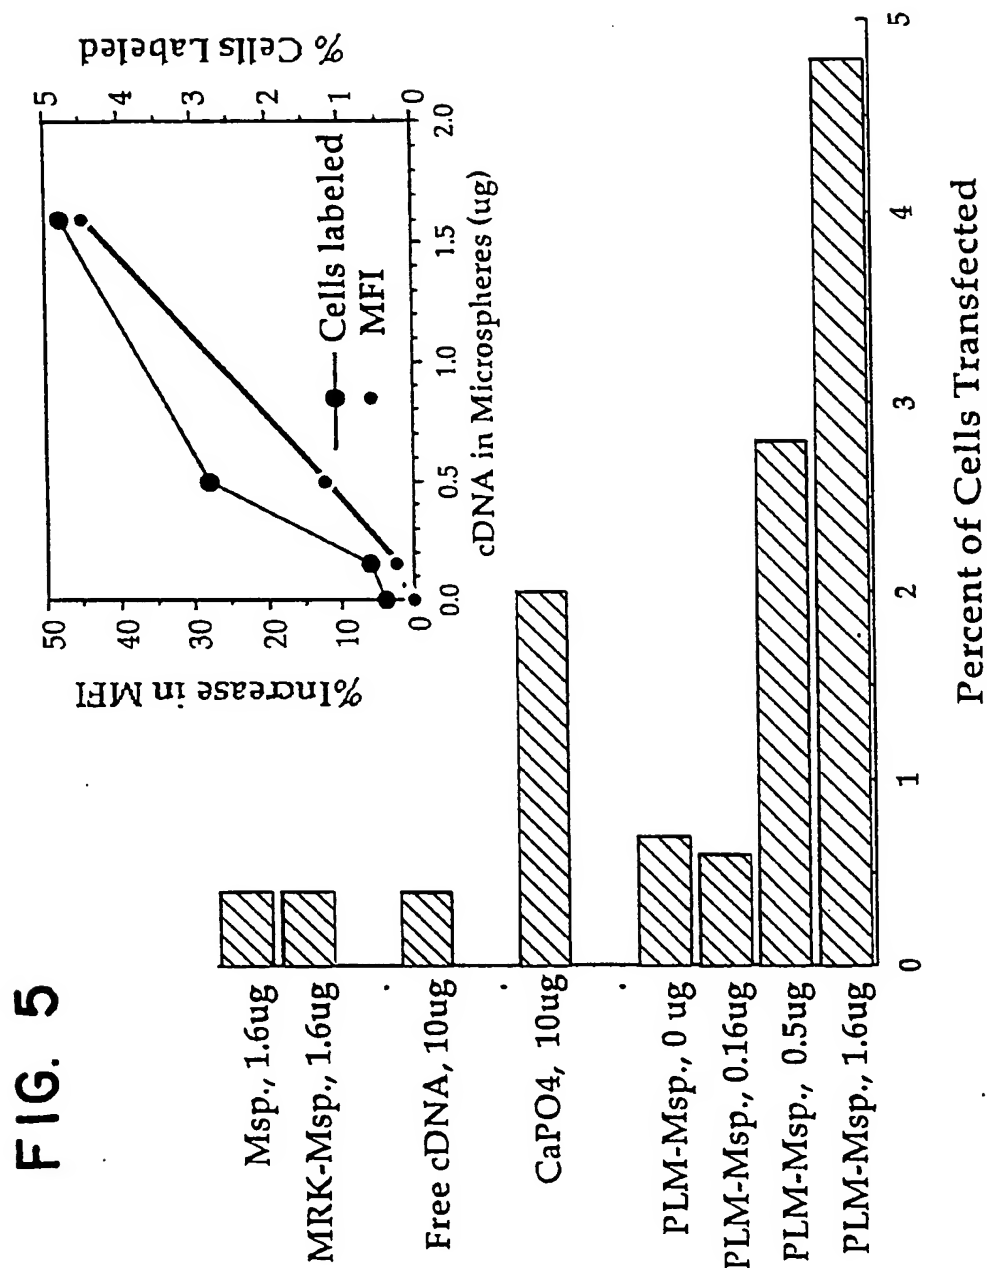 FIG. 5
Msp., 1.6ug
MRK-Msp., 1.6ug
Free cDNA, 10ug
CaPO4, 10ug
PLM-Msp., 0 ug
PLM-Msp., 0.16ug
PLM-Msp., 0.5ug
PLM-Msp., 1.6ug
0 1 2 3 4 5
Percent of Cells Transfected
%Increase in MFI
50
40
30
20
10
0
% Cells Labeled
5
4
3
2
1
0
Cells labeled
MFI
0.0 0.5 1.0 1.5 2.0
cDNA in Microspheres (ug)